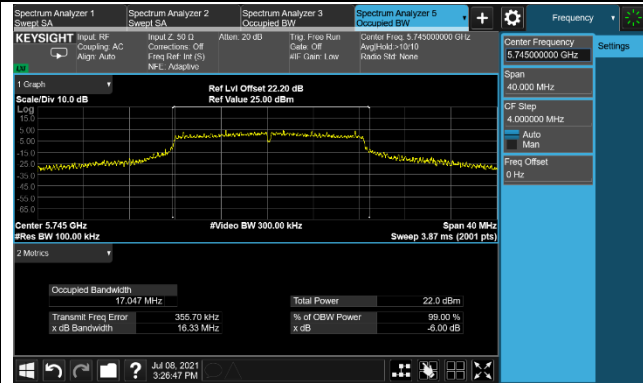 Spectrum Analyzer 1
Swept SA
Spectrum Analyzer 2
Swept SA
Spectrum Analyzer 3
Occupied BW
Spectrum Analyzer 5
Occupied BW
+
Frequency
KEYSIGHT
Input: RF
Coupling: AC
Align: Auto
Input Z: 50 Ω
Corrections: Off
Freq Ref: Int (S)
NFE: Adaptive
Atten: 20 dB
Trig: Free Run
Gate: Off
#IF Gain: Low
Center Freq: 5.745000000 GHz
Avg|Hold:>10/10
Radio Std: None
Center Frequency
5.745000000 GHz
Settings
Span
40.000 MHz
CF Step
4.000000 MHz
Auto
Man
Freq Offset
0 Hz
1 Graph
Scale/Div 10.0 dB
Ref Lvl Offset 22.20 dB
Ref Value 25.00 dBm
Log
15.0
5.00
-5.00
-15.0
-25.0
-35.0
-45.0
-55.0
-65.0
Center 5.745 GHz
#Video BW 300.00 kHz
Span 40 MHz
#Res BW 100.00 kHz
Sweep 3.87 ms (2001 pts)
2 Metrics
Occupied Bandwidth
17.047 MHz
Total Power
22.0 dBm
Transmit Freq Error
355.70 kHz
% of OBW Power
99.00 %
x dB Bandwidth
16.33 MHz
x dB
-6.00 dB
?
Jul 08, 2021
3:26:47 PM